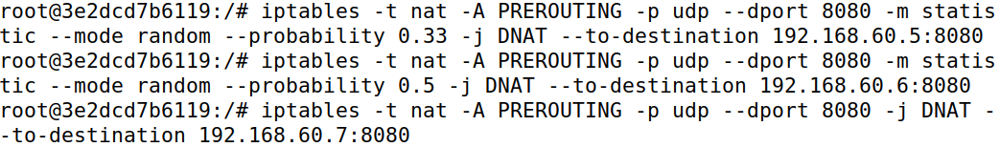 root@3e2dcd7b6119:/# iptables -t nat -A PREROUTING -p udp --dport 8080 -m statis
tic --mode random --probability 0.33 -j DNAT --to-destination 192.168.60.5:8080
root@3e2dcd7b6119:/# iptables -t nat -A PREROUTING -p udp --dport 8080 -m statis
tic --mode random --probability 0.5 -j DNAT --to-destination 192.168.60.6:8080
root@3e2dcd7b6119:/# iptables -t nat -A PREROUTING -p udp --dport 8080 -j DNAT -
-to-destination 192.168.60.7:8080